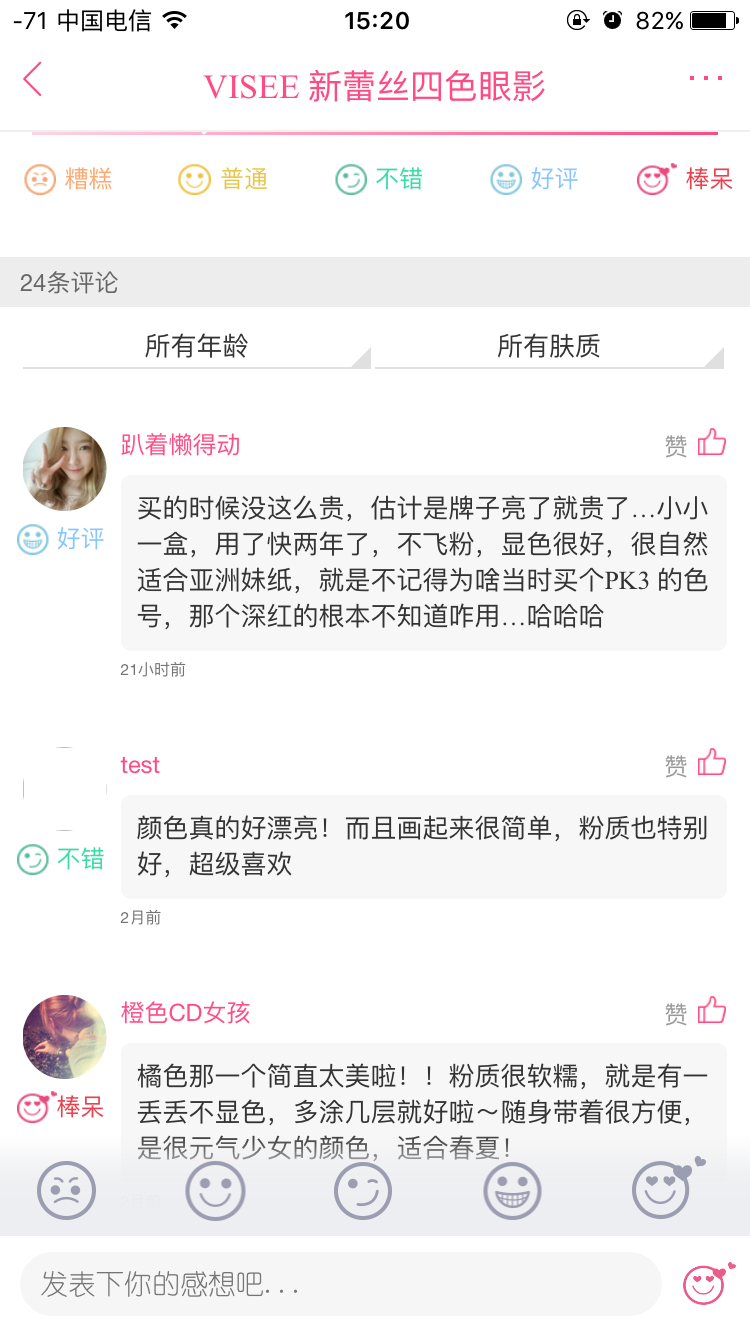 -71 中国电信 15:20 82%
VISEE 新蕾丝四色眼影
糟糕 普通 不错 好评 棒呆
24条评论
所有年龄 所有肤质
趴着懒得动 赞
好评
买的时候没这么贵，估计是牌子亮了就贵了…小小
一盒，用了快两年了，不飞粉，显色很好，很自然
适合亚洲妹纸，就是不记得为啥当时买个PK3 的色
号，那个深红的根本不知道咋用…哈哈哈
21小时前
test 赞
不错
颜色真的好漂亮！而且画起来很简单，粉质也特别
好，超级喜欢
2月前
橙色CD女孩 赞
棒呆
橘色那一个简直太美啦！！粉质很软糯，就是有一
丢丢不显色，多涂几层就好啦～随身带着很方便，
是很元气少女的颜色，适合春夏！
发表下你的感想吧...